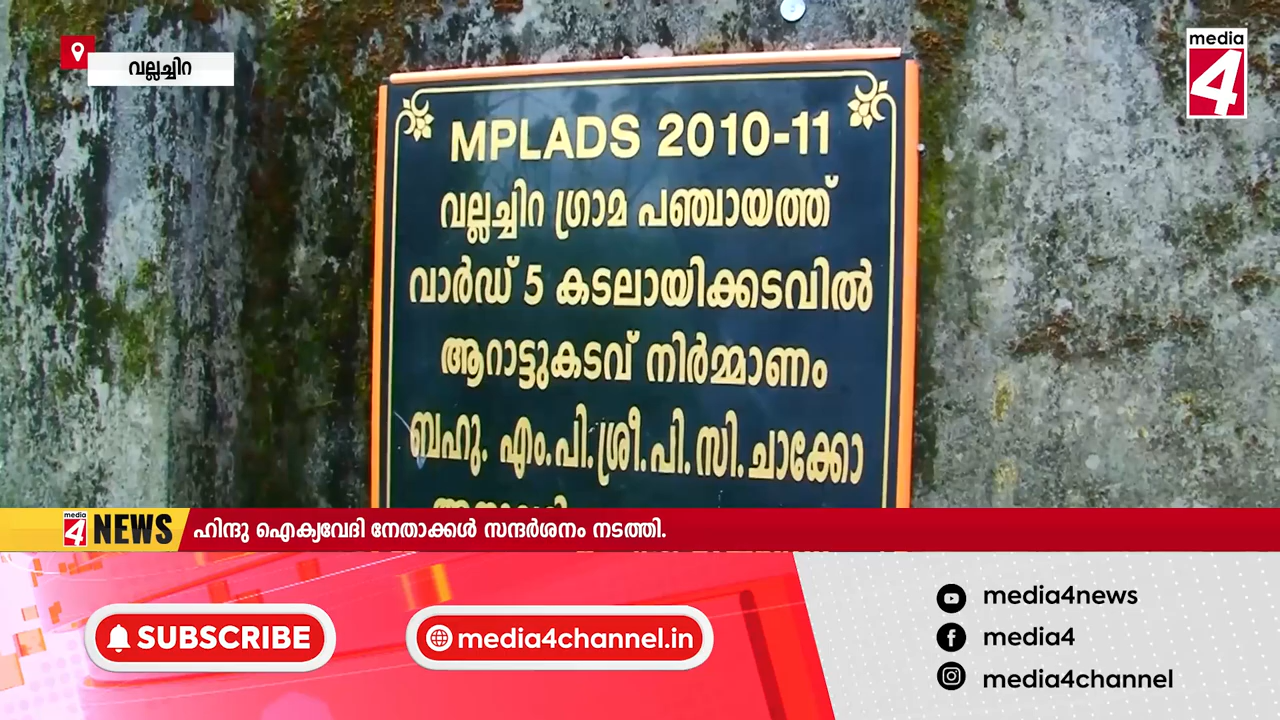 വല്ലച്ചിറ
media
4
MPLADS 2010-11
വല്ലച്ചിറ ഗ്രാമ പഞ്ചായത്ത്
വാർഡ് 5 കടലായിക്കടവിൽ
ആറാട്ടുകടവ് നിർമ്മാണം
ബഹു. എം.പി.ശ്രീ.പി.സി.ചാക്കോ
media
4 NEWS ഹിന്ദു ഐക്യവേദി നേതാക്കൾ സന്ദർശനം നടത്തി.
SUBSCRIBE
media4channel.in
media4news
media4
media4channel